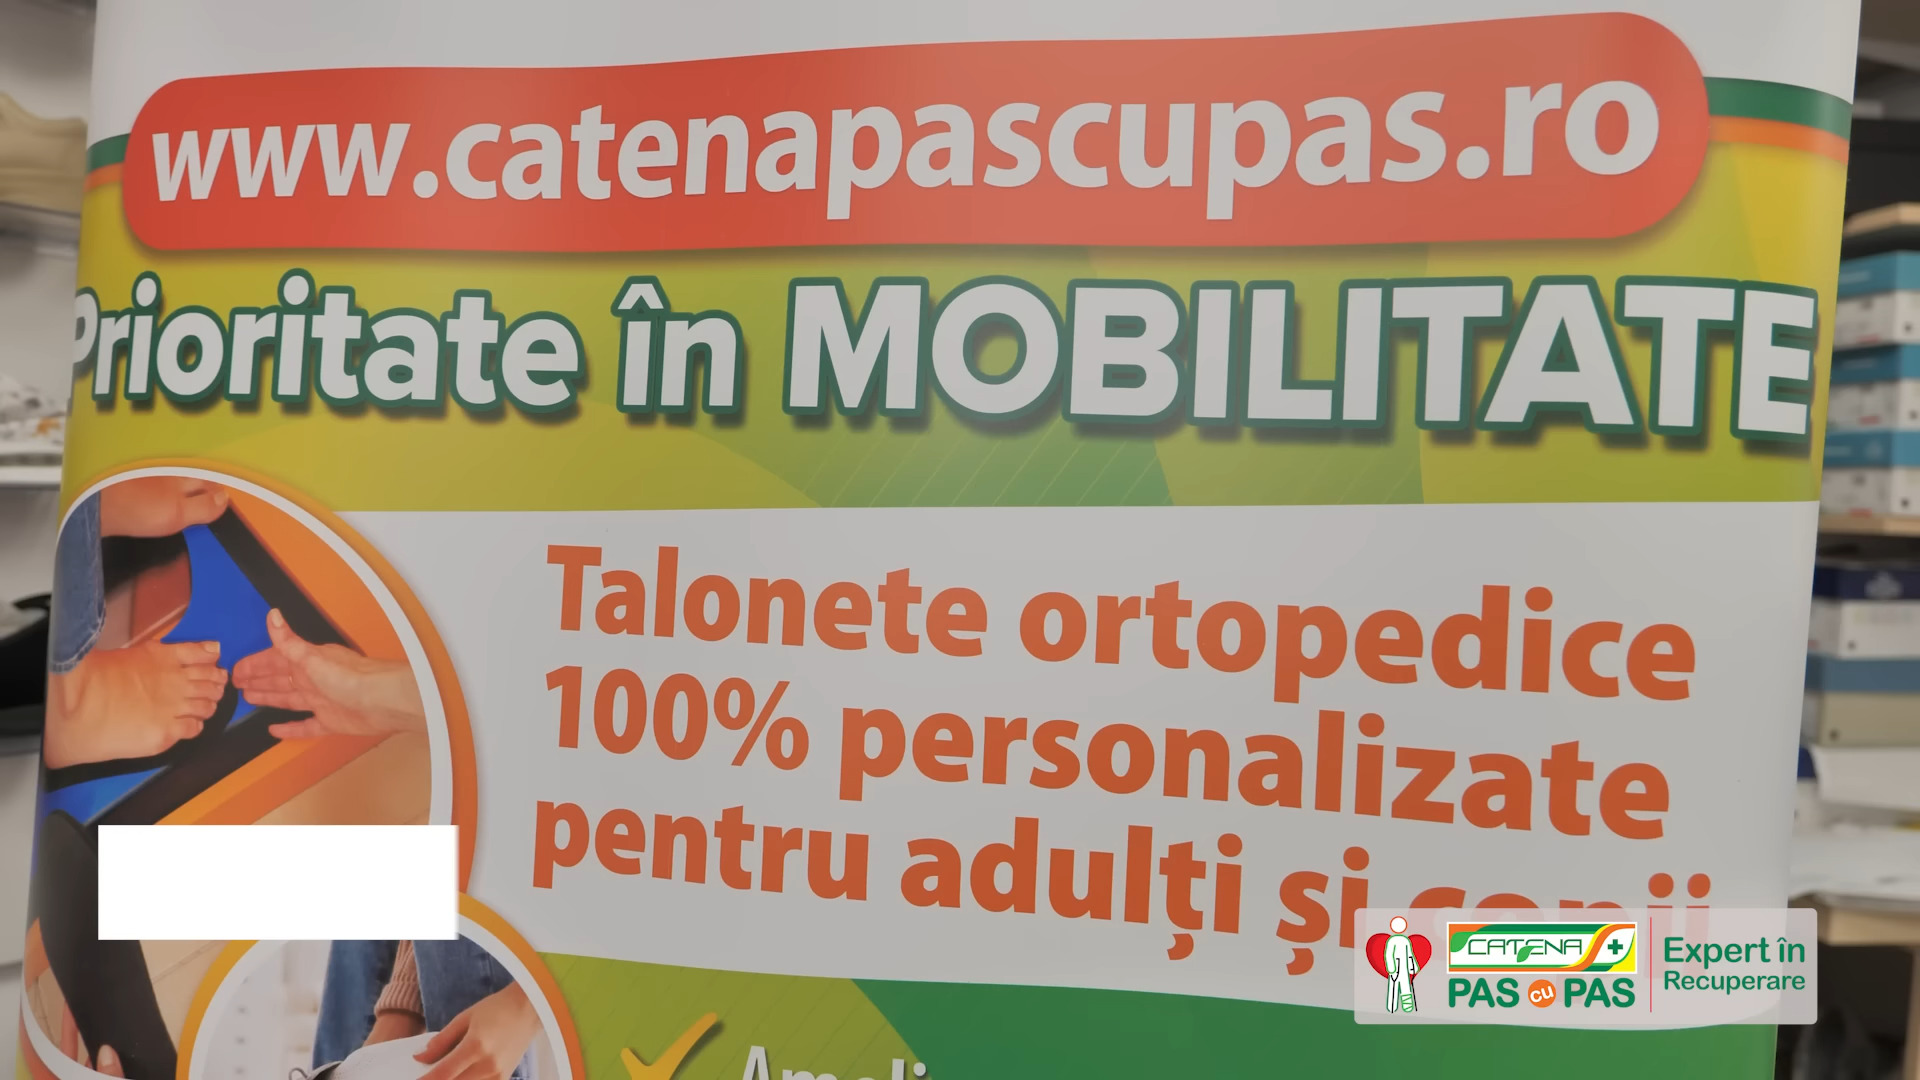 www.catenapascupas.ro
Prioritate în MOBILITATE
Talonete ortopedice
100% personalizate
pentru adulți și copii
CATENA
PAS cu PAS
Expert în
Recuperare